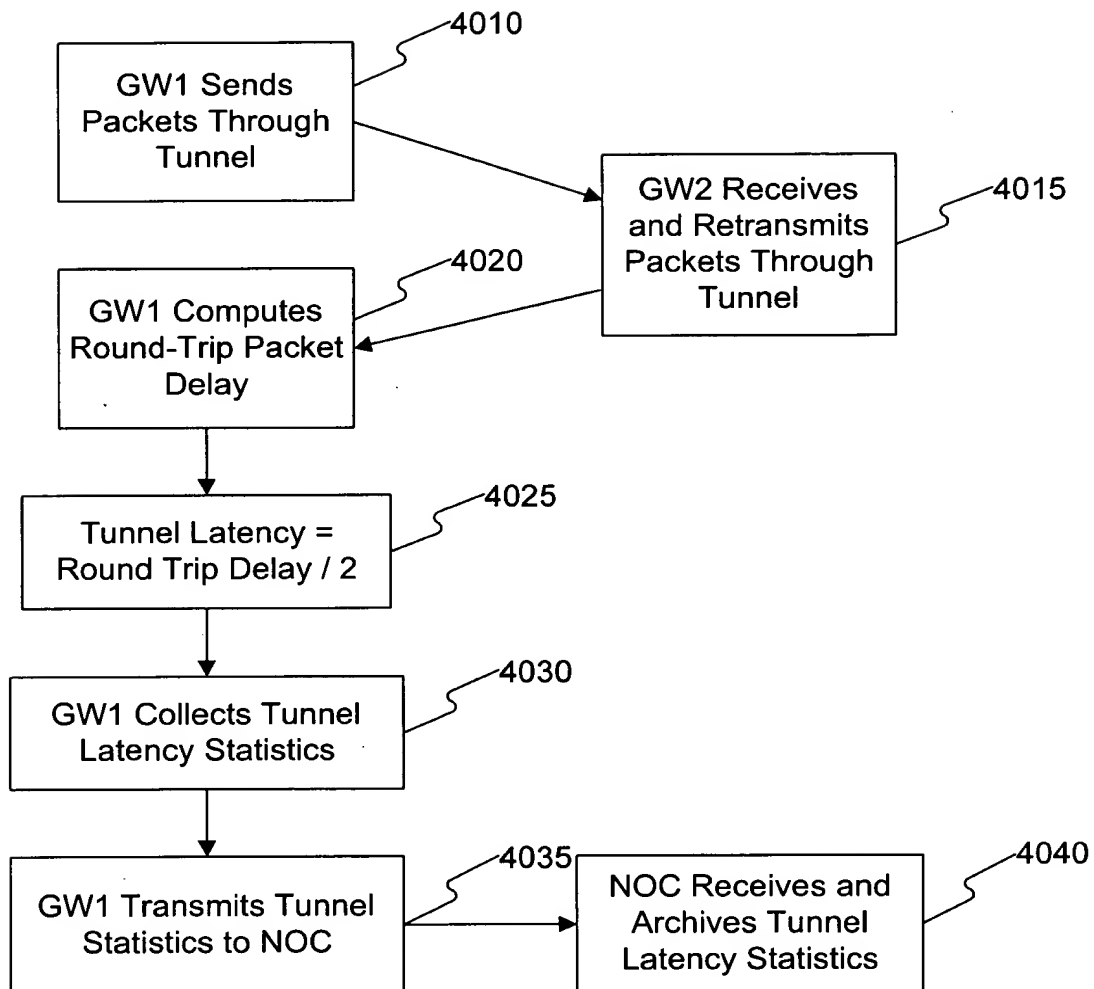 4010
GW1 Sends
Packets Through
Tunnel
GW2 Receives
and Retransmits
Packets Through
Tunnel
4015
4020
GW1 Computes
Round-Trip Packet
Delay
4025
Tunnel Latency =
Round Trip Delay / 2
4030
GW1 Collects Tunnel
Latency Statistics
4035
GW1 Transmits Tunnel
Statistics to NOC
4040
NOC Receives and
Archives Tunnel
Latency Statistics